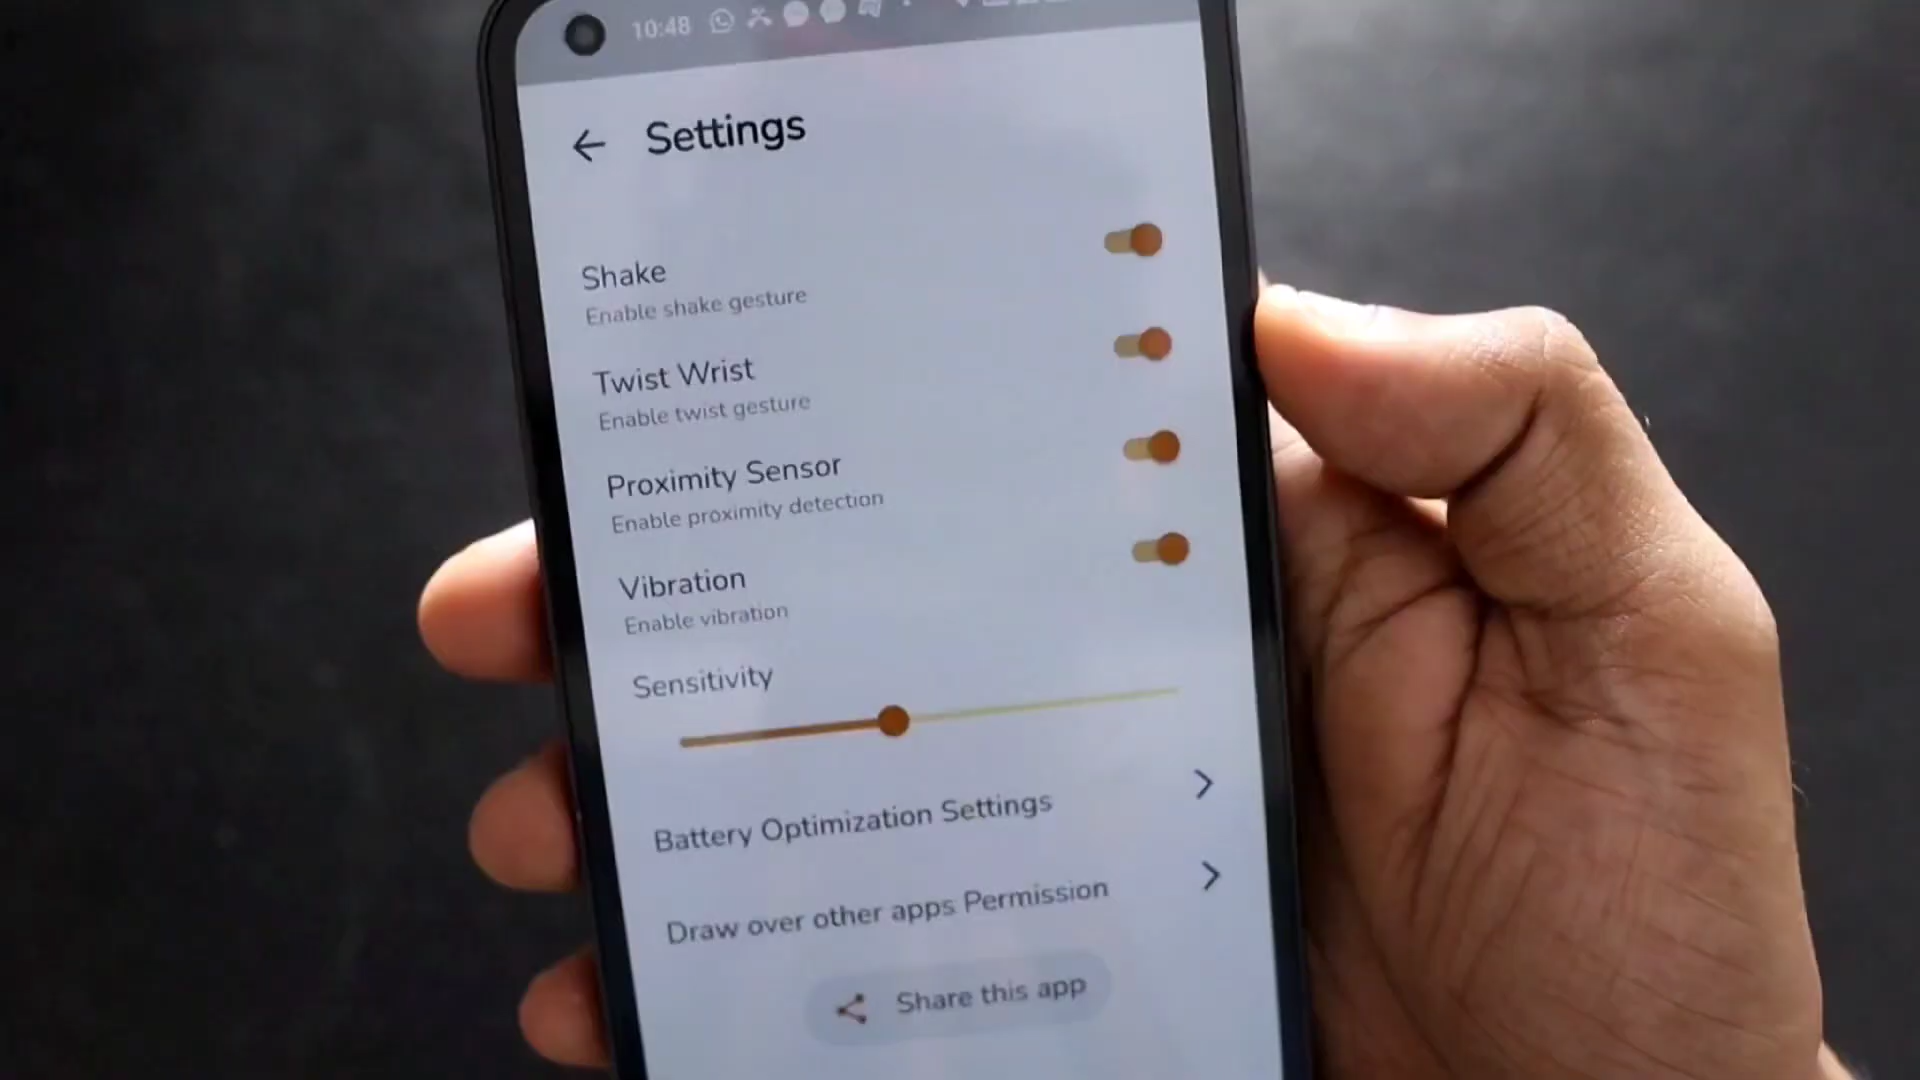 10:48
Settings
Shake
Enable shake gesture
Twist Wrist
Enable twist gesture
Proximity Sensor
Enable proximity detection
Vibration
Enable vibration
Sensitivity
Battery Optimization Settings
Draw over other apps Permission
Share this app